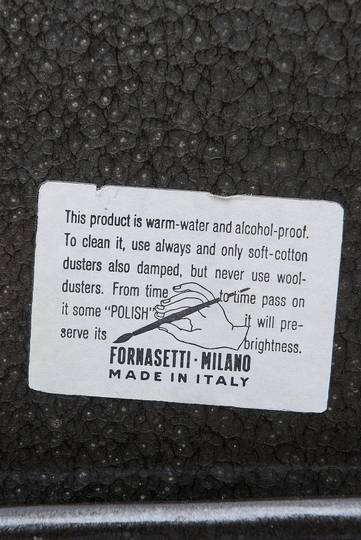 This product is warm-water and alcohol-proof.
To clean it, use always and only soft-cotton
dusters also damped, but never use wool-
dusters. From time to time pass on
it some "POLISH" it will pre-
serve its brightness.
FORNASETTI · MILANO
MADE IN ITALY